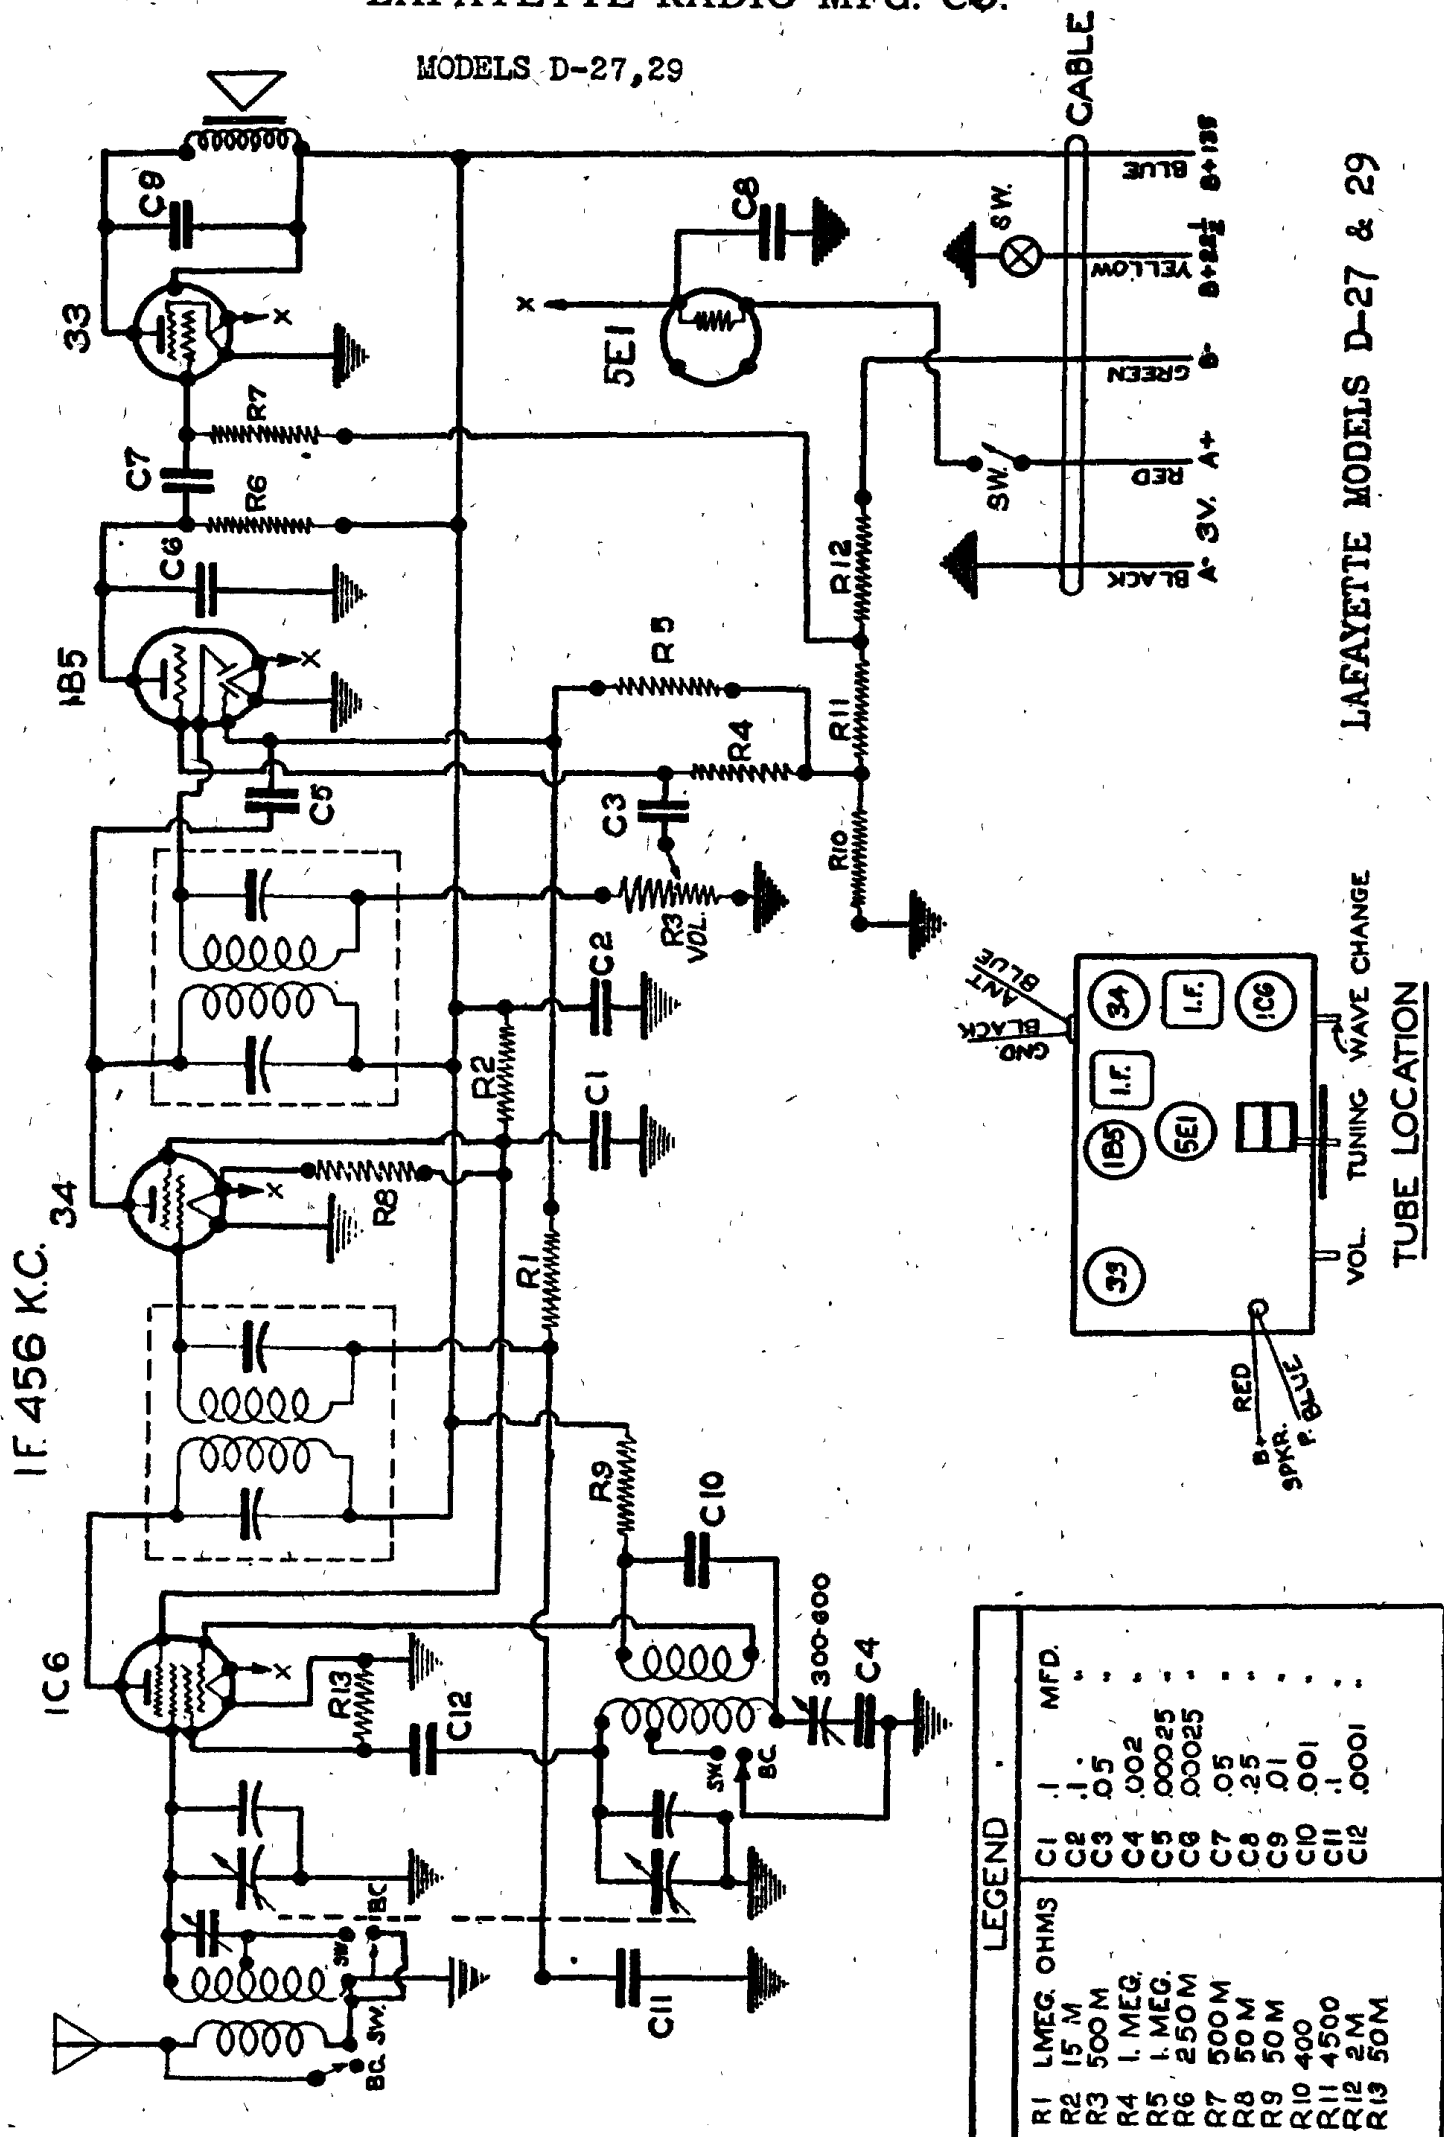 LAFAYETTE RADIO MFG. CO.
MODELS D-27,29
I.F. 456 K.C.
1C6
34
1B5
33
C9
C7
C6
R7
R6
C5
X
X
X
X
X
5E1
C8
SW.
CABLE
BLUE B+135
YELLOW B+22½
GREEN B-
RED A+
3V.
BLACK A-
SW.
R12
R11
R10
R5
R4
C3
R3
VOL.
C2
R2
C1
R8
R1
R9
C10
R13
C12
300-600
C4
SW
BC.
BC
SW
SW.
BC.
C11
LAFAYETTE MODELS D-27 & 29
ANT
BLUE
BLACK
GND.
34
I.F.
1C6
I.F.
1B5
5E1
33
RED
B+
SPKR.
P. BLUE
VOL. TUNING WAVE CHANGE
TUBE LOCATION
LEGEND
R1 1.MEG. OHMS C1 .1 MFD.
R2 15 M C2 .1 "
R3 500 M C3 .05 "
R4 1. MEG. C4 .002 "
R5 1. MEG. C5 .00025 "
R6 250 M C6 .00025 "
R7 500 M C7 .05 "
R8 50 M C8 .25 "
R9 50 M C9 .01 "
R10 400 C10 .001 "
R11 4500 C11 .1 "
R12 2 M C12 .0001 "
R13 50 M